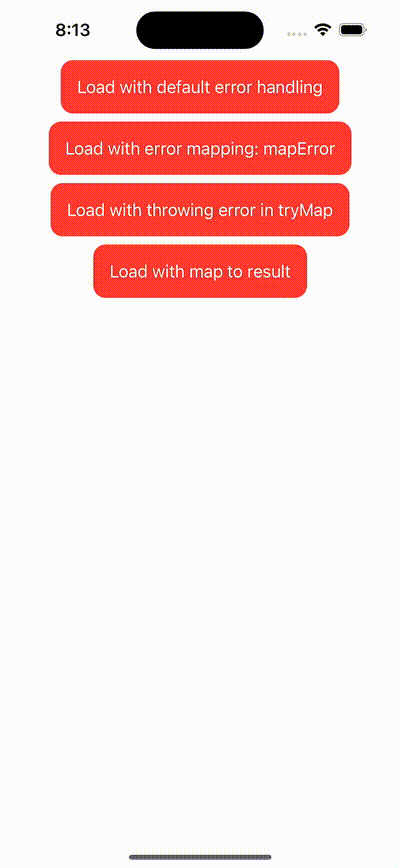 8:13
Load with default error handling
Load with error mapping: mapError
Load with throwing error in tryMap
Load with map to result